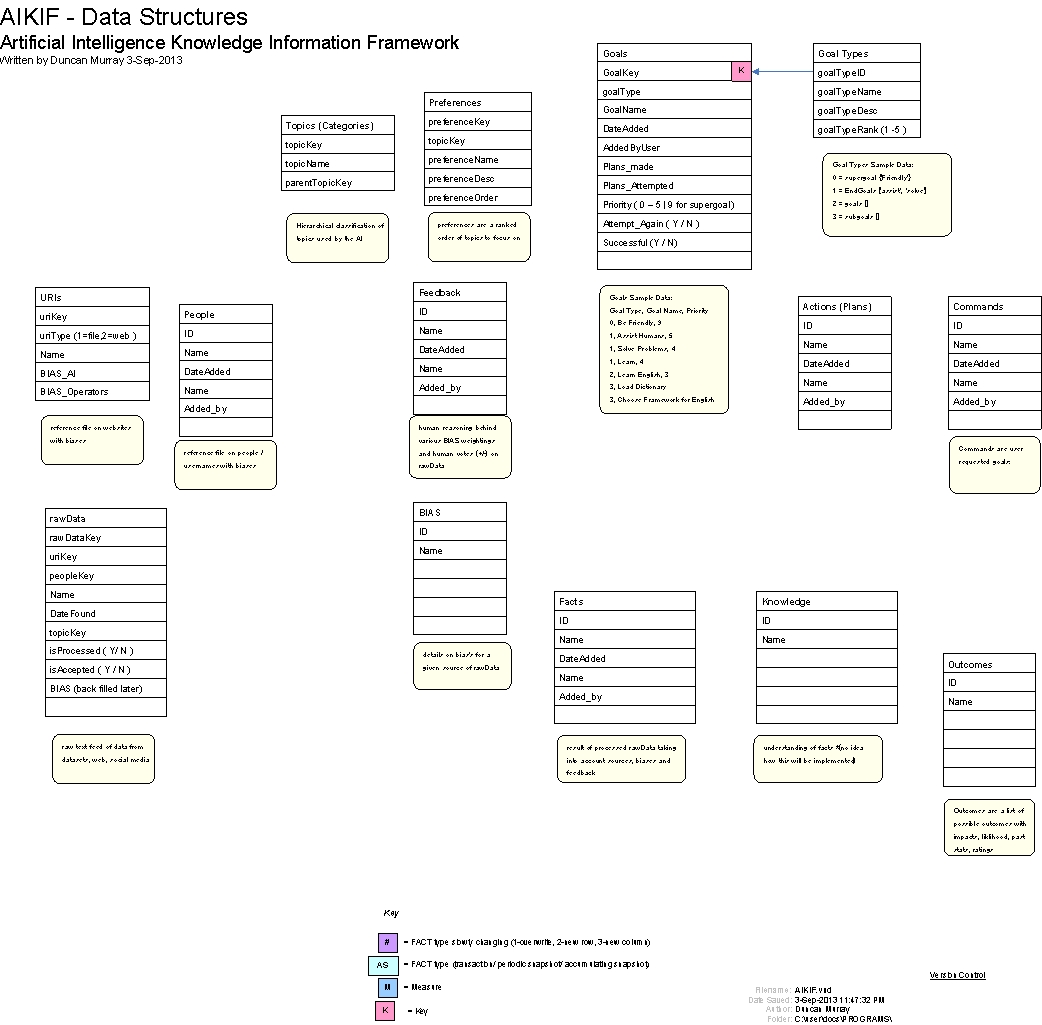 AIKIF - Data Structures
Artificial Intelligence Knowledge Information Framework
Written by Duncan Murray 3-Sep-2013
Topics (Categories)
topicKey
topicName
parentTopicKey
Hierarchical classification of
topics used by the AI
Preferences
preferenceKey
topicKey
preferenceName
preferenceDesc
preferenceOrder
preferences are a ranked
order of topics to focus on
Goals
GoalKey
K
goalType
GoalName
DateAdded
AddedByUser
Plans_made
Plans_Attempted
Priority ( 0 – 5 | 9 for supergoal)
Attempt_Again ( Y / N )
Successful (Y / N)
Goals Sample Data:
Goal Type, Goal Name, Priority
0, Be Friendly, 9
1, Assist Humans, 5
1, Solve Problems, 4
1, Learn, 4
2, Learn English, 3
3, Load Dictionary
3, Choose Framework for English
Goal Types
goalTypeID
goalTypeName
goalTypeDesc
goalTypeRank (1 -5 )
Goal Types Sample Data:
0 = supergoal ['Friendly']
1 = EndGoals ['assist', 'solve']
2 = goals []
3 = subgoals []
URIs
uriKey
uriType (1=file,2=web )
Name
BIAS_AI
BIAS_Operators
reference file on websites
with biases
People
ID
Name
DateAdded
Name
Added_by
reference file on people /
usernames with biases
Feedback
ID
Name
DateAdded
Name
Added_by
human reasoning behind
various BIAS weightings
and human votes (+/-) on
rawData
Actions (Plans)
ID
Name
DateAdded
Name
Added_by
Commands
ID
Name
DateAdded
Name
Added_by
Commands are user
requested goals
rawData
rawDataKey
uriKey
peopleKey
Name
DateFound
topicKey
isProcessed ( Y/ N )
isAccepted ( Y / N )
BIAS (back filled later)
raw text feed of data from
datasets, web, social media
BIAS
ID
Name
details on bias's for a
given source of rawData
Facts
ID
Name
DateAdded
Name
Added_by
result of processed rawData taking
into account sources, biases and
feedback
Knowledge
ID
Name
understanding of facts *(no idea
how this will be implemented)
Outcomes
ID
Name
Outcomes are a list of
possible outcomes with
impacts, liklihood, past
stats, ratings
Key
# = FACT type slowly changing (1-overwrite, 2-new row, 3-new column)
AS = FACT type (transaction/ periodic snapshot/ accumulating snapshot)
M = Measure
K = Key
Version Control
Filename: AIKIF.vsd
Date Saved: 3-Sep-2013 11:47:32 PM
Author: Duncan Murray
Folder: C:\user\docs\PROGRAMS\